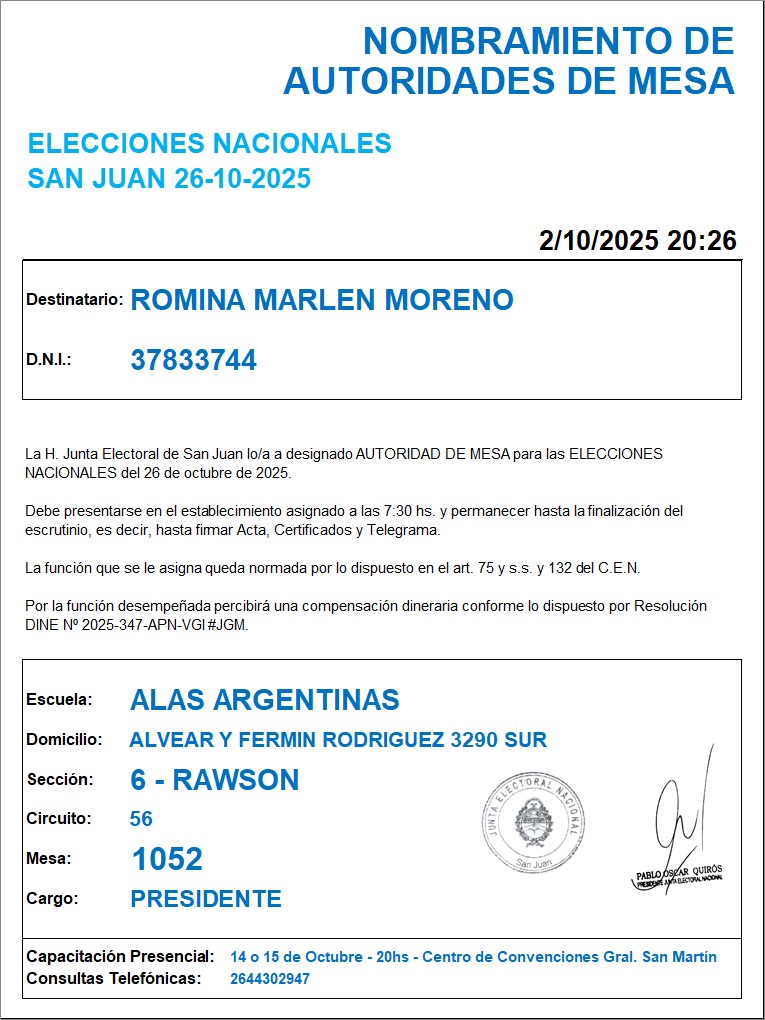 NOMBRAMIENTO DE
AUTORIDADES DE MESA
ELECCIONES NACIONALES
SAN JUAN 26-10-2025
2/10/2025 20:26
Destinatario: ROMINA MARLEN MORENO
D.N.I.: 37833744
La H. Junta Electoral de San Juan lo/a a designado AUTORIDAD DE MESA para las ELECCIONES
NACIONALES del 26 de octubre de 2025.
Debe presentarse en el establecimiento asignado a las 7:30 hs. y permanecer hasta la finalización del
escrutinio, es decir, hasta firmar Acta, Certificados y Telegrama.
La función que se le asigna queda normada por lo dispuesto en el art. 75 y s.s. y 132 del C.E.N.
Por la función desempeñada percibirá una compensación dineraria conforme lo dispuesto por Resolución
DINE Nº 2025-347-APN-VGI#JGM.
Escuela: ALAS ARGENTINAS
Domicilio: ALVEAR Y FERMIN RODRIGUEZ 3290 SUR
Sección: 6 - RAWSON
Circuito: 56
Mesa: 1052
Cargo: PRESIDENTE
JUNTA ELECTORAL NACIONAL
San Juan
PABLO OSCAR QUIRÓS
PRESIDENTE JUNTA ELECTORAL NACIONAL
Capacitación Presencial: 14 o 15 de Octubre - 20hs - Centro de Convenciones Gral. San Martín
Consultas Telefónicas: 2644302947